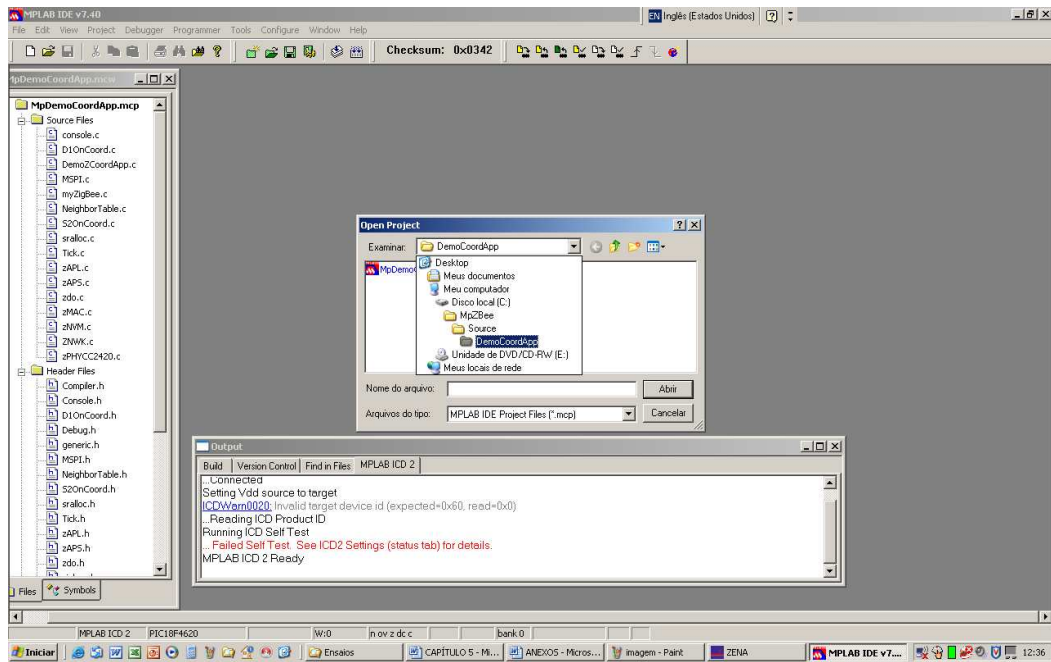 MPLAB IDE v7.40
EN Inglês (Estados Unidos)
File Edit View Project Debugger Programmer Tools Configure Window Help
Checksum: 0x0342
MpDemoCoordApp.mcp
Source Files
console.c
D1OnCoord.c
DemoZCoordApp.c
MSPI.c
myZigBee.c
NeighborTable.c
S2OnCoord.c
sralloc.c
Tick.c
zAPL.c
zAPS.c
zdo.c
zMAC.c
zNVM.c
ZNWK.c
zPHYCC2420.c
Header Files
Compiler.h
Console.h
D1OnCoord.h
Debug.h
generic.h
MSPI.h
NeighborTable.h
S2OnCoord.h
sralloc.h
Tick.h
zAPL.h
zAPS.h
zdo.h
Files Symbols
Open Project
Examinar: DemoCoordApp
Desktop
Meus documentos
Meu computador
Disco local (C:)
MpZBee
Source
DemoCoordApp
Unidade de DVD/CD-RW (E:)
Meus locais de rede
Nome do arquivo: Abrir
Arquivos do tipo: MPLAB IDE Project Files (*.mcp) Cancelar
Output
Build Version Control Find in Files MPLAB ICD 2
...Connected
Setting Vdd source to target
ICDWarn0020: Invalid target device id (expected=0x60, read=0x0)
...Reading ICD Product ID
Running ICD Self Test
... Failed Self Test. See ICD2 Settings (status tab) for details.
MPLAB ICD 2 Ready
MPLAB ICD 2 PIC18F4620 W:0 n ov z dc c bank 0
Iniciar Ensaios CAPÍTULO 5 - Mi... ANEXOS - Micros... imagem - Paint ZENA MPLAB IDE v7.... 12:36